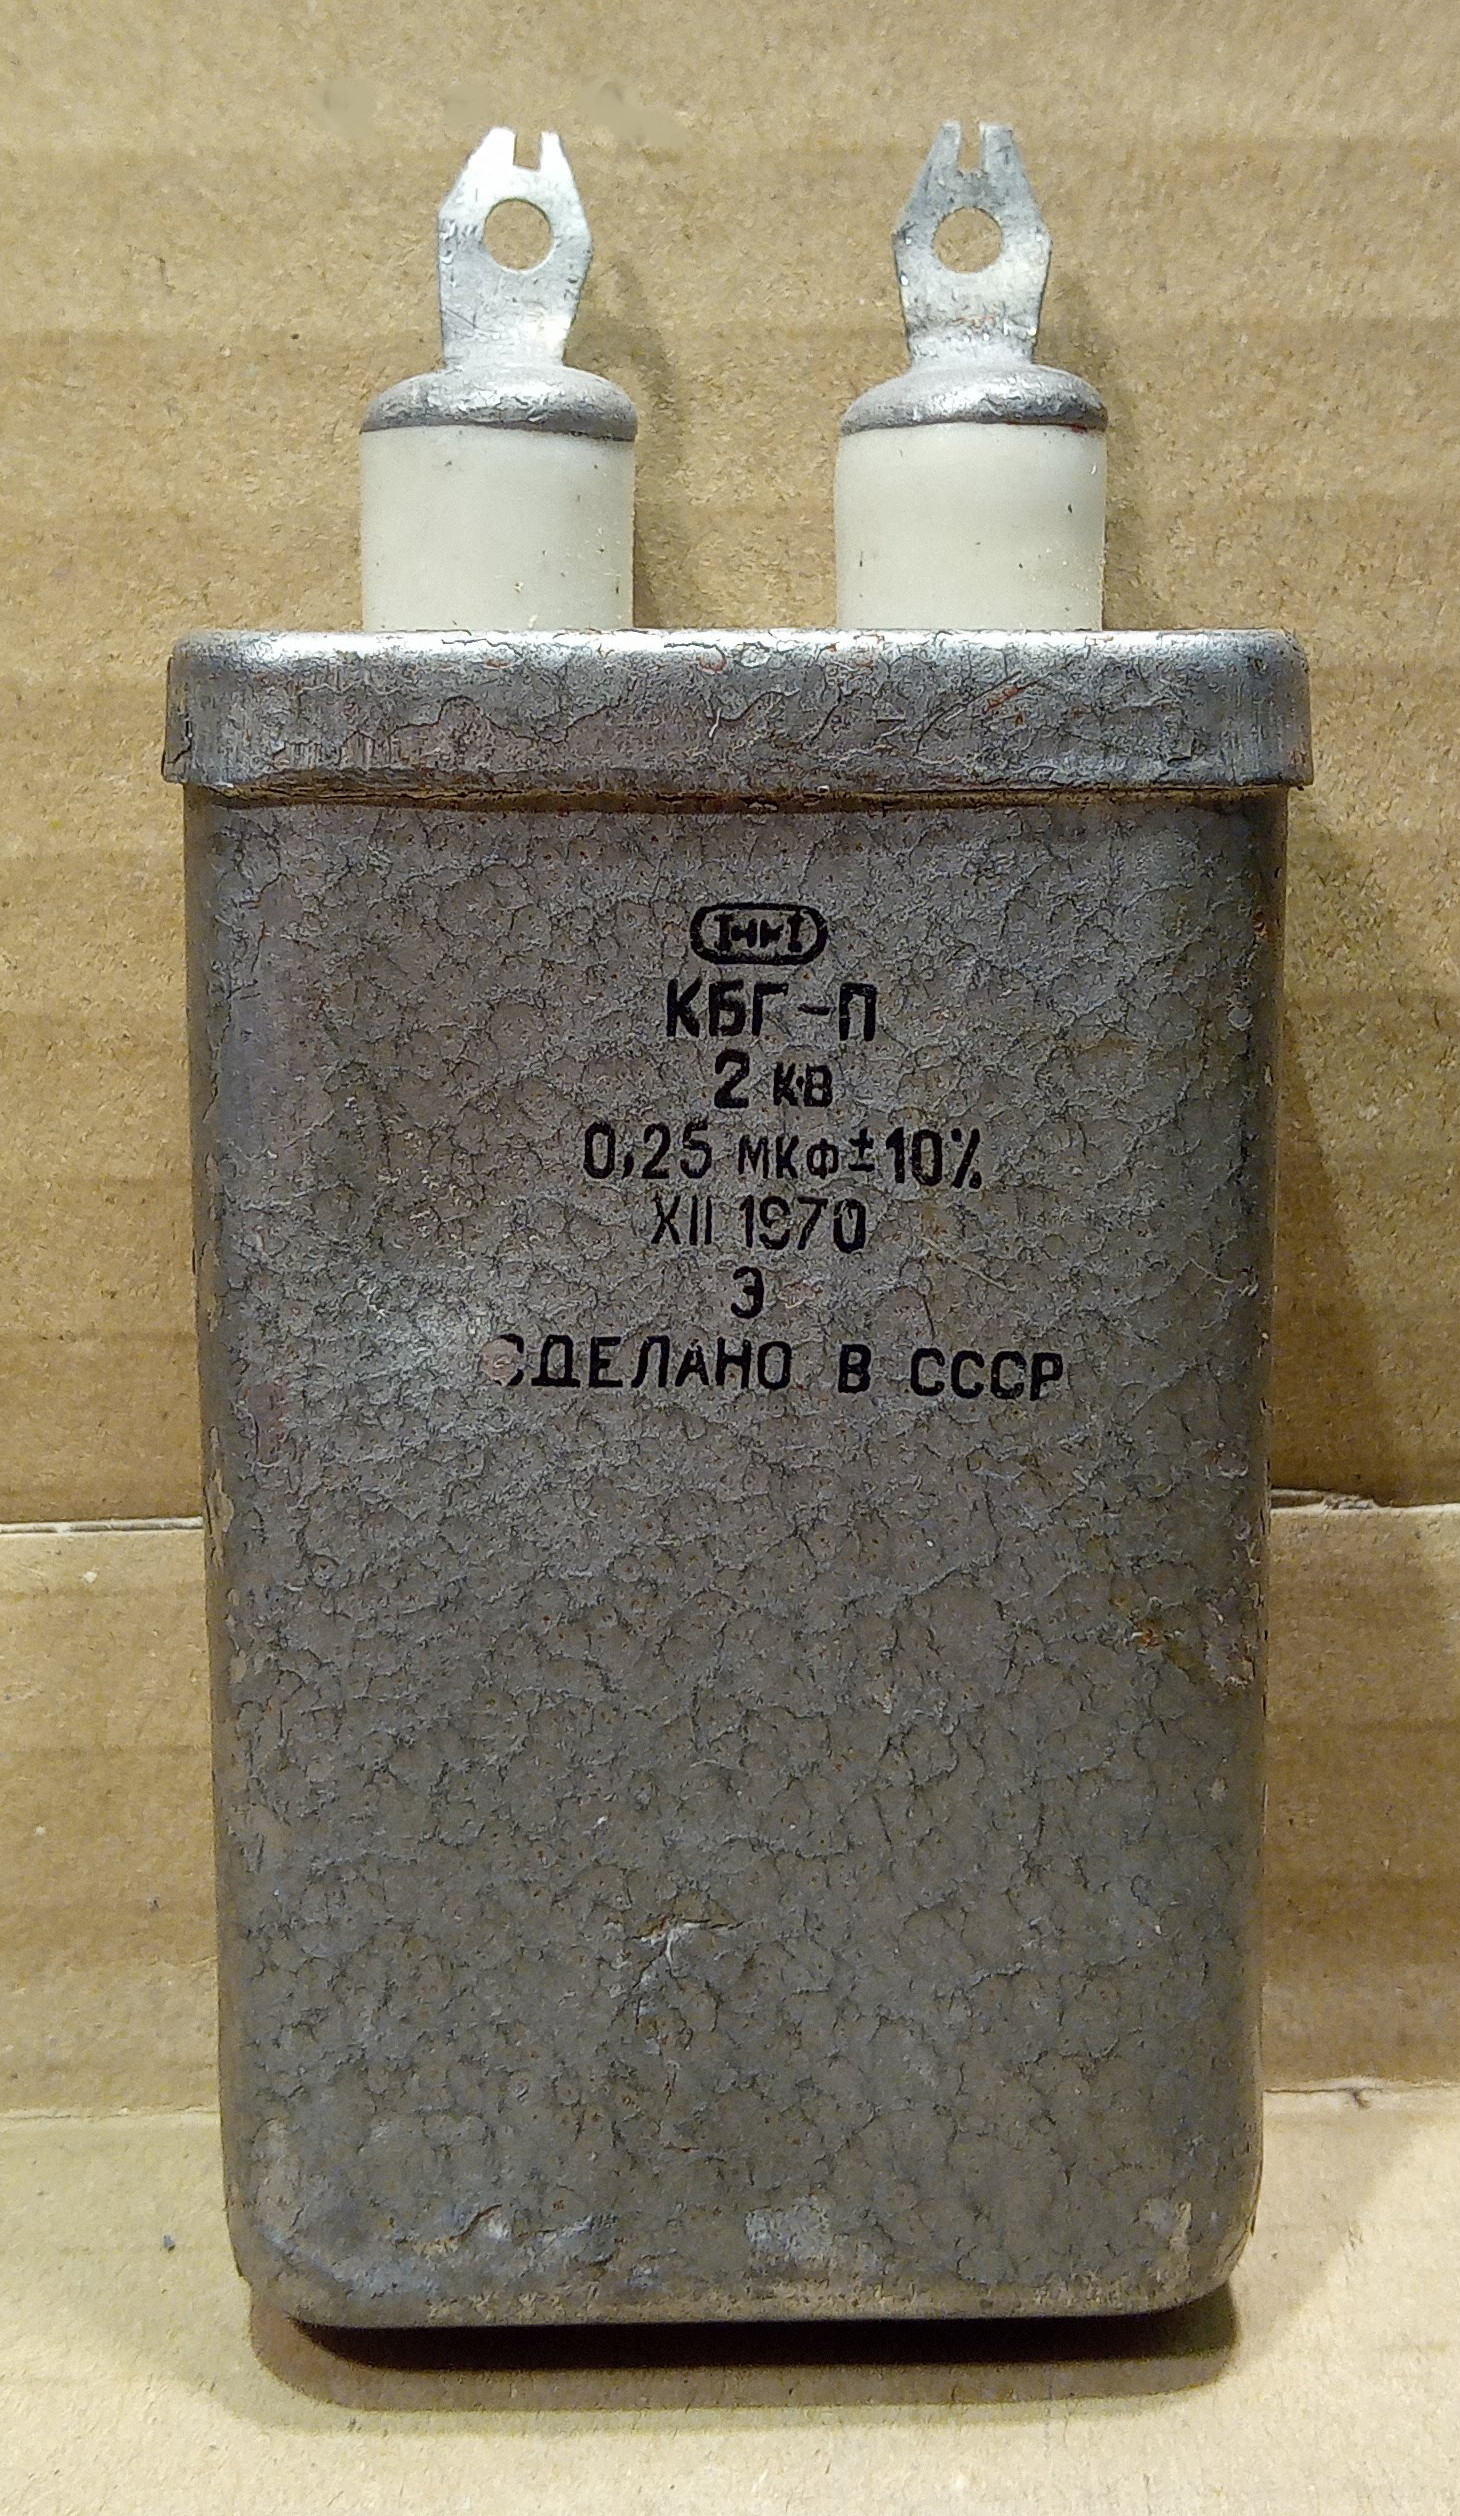 КБГ-П
2 кв
0,25 мкф±10%
XII 1970
Э
СДЕЛАНО В СССР